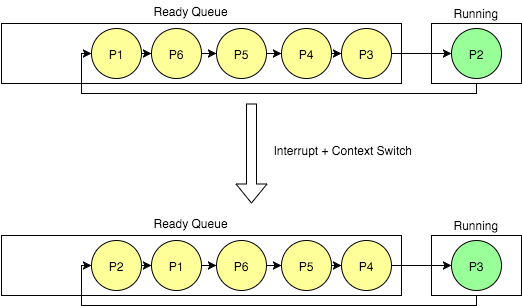 Ready Queue Running
P1 P6 P5 P4 P3 P2
Interrupt + Context Switch
Ready Queue Running
P2 P1 P6 P5 P4 P3